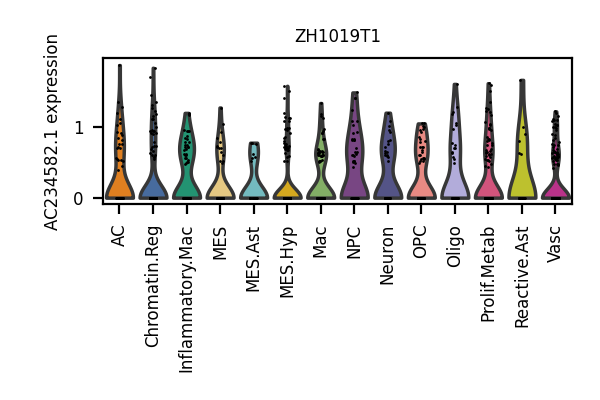 ZH1019T1
AC234582.1 expression
1
0
AC
Chromatin.Reg
Inflammatory.Mac
MES
MES.Ast
MES.Hyp
Mac
NPC
Neuron
OPC
Oligo
Prolif.Metab
Reactive.Ast
Vasc